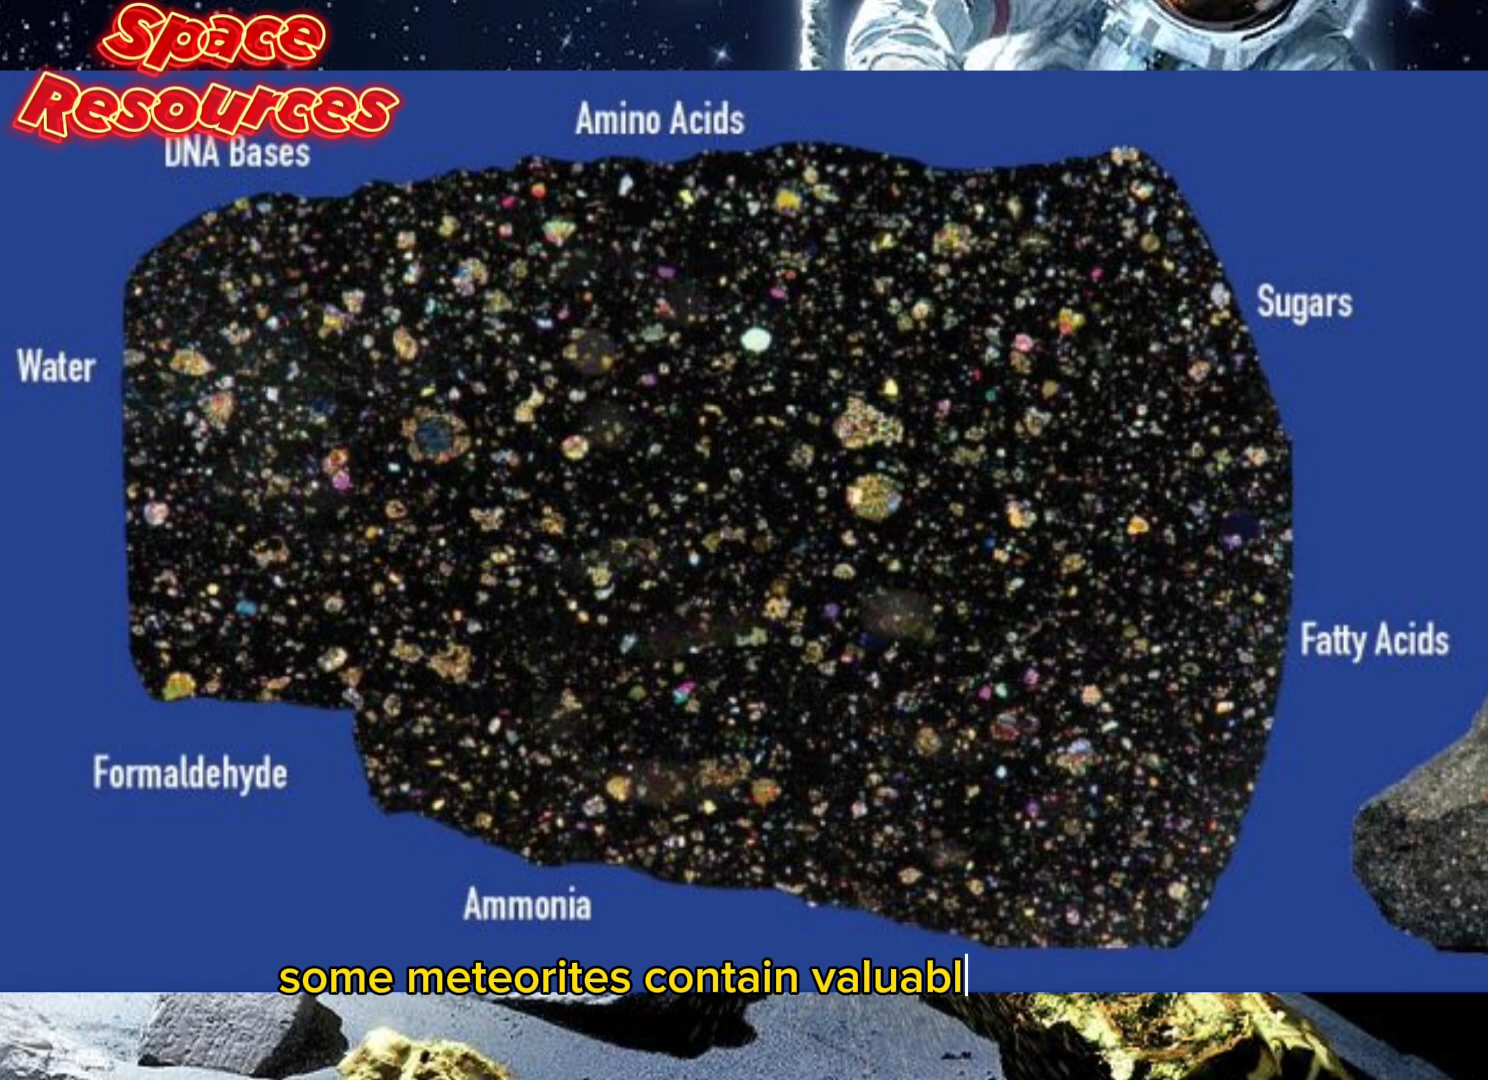 Space
Resources
Amino Acids
DNA Bases
Sugars
Water
Fatty Acids
Formaldehyde
Ammonia
some meteorites contain valuabl